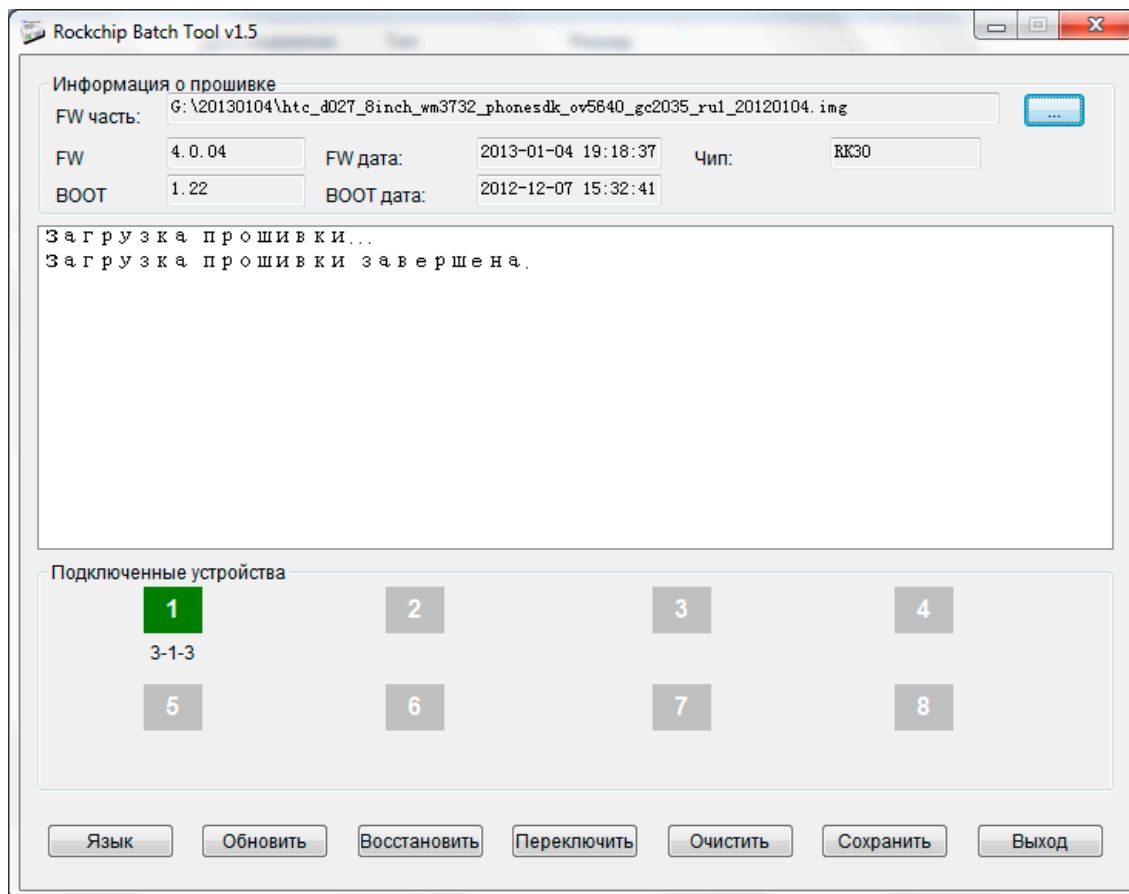 Rockchip Batch Tool v1.5
Информация о прошивке
FW часть: G:\20130104\htc_d027_8inch_wm3732_phonesdk_ov5640_gc2035_ru1_20120104.img ...
FW 4.0.04 FW дата: 2013-01-04 19:18:37 Чип: RK30
BOOT 1.22 BOOT дата: 2012-12-07 15:32:41
Загрузка прошивки...
Загрузка прошивки завершена.
Подключенные устройства
1 2 3 4
3-1-3
5 6 7 8
Язык Обновить Восстановить Переключить Очистить Сохранить Выход